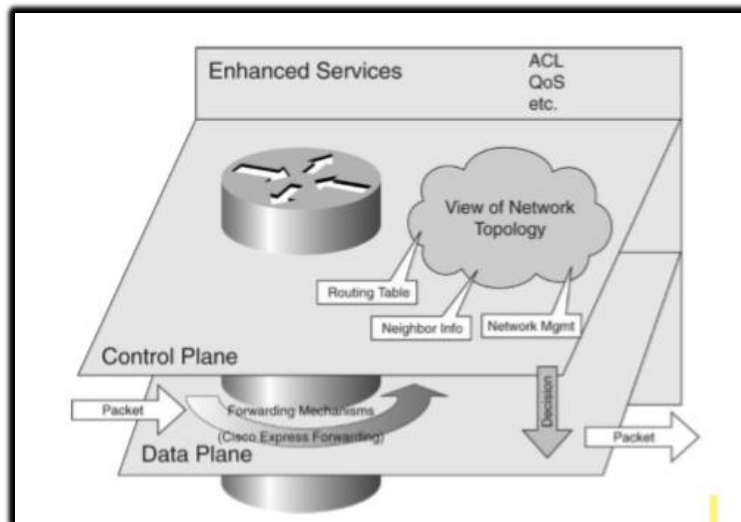 Enhanced Services
ACL
QoS
etc.
View of Network
Topology
Routing Table
Neighbor Info
Network Mgmt
Control Plane
Packet
Forwarding Mechanisms
(Cisco Express Forwarding)
Decision
Packet
Data Plane